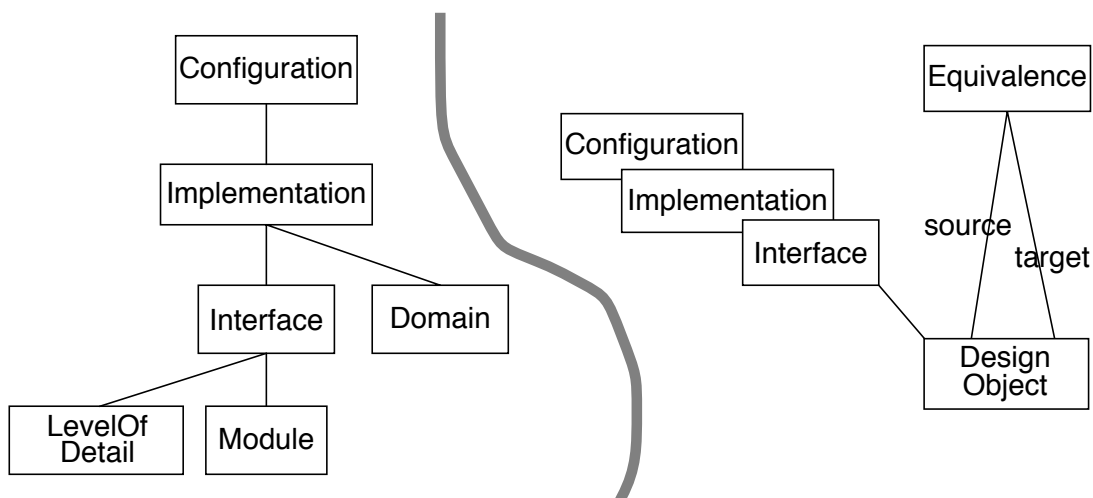 Configuration
Implementation
Interface
Domain
LevelOf
Detail
Module
Configuration
Implementation
Interface
Equivalence
source
target
Design
Object